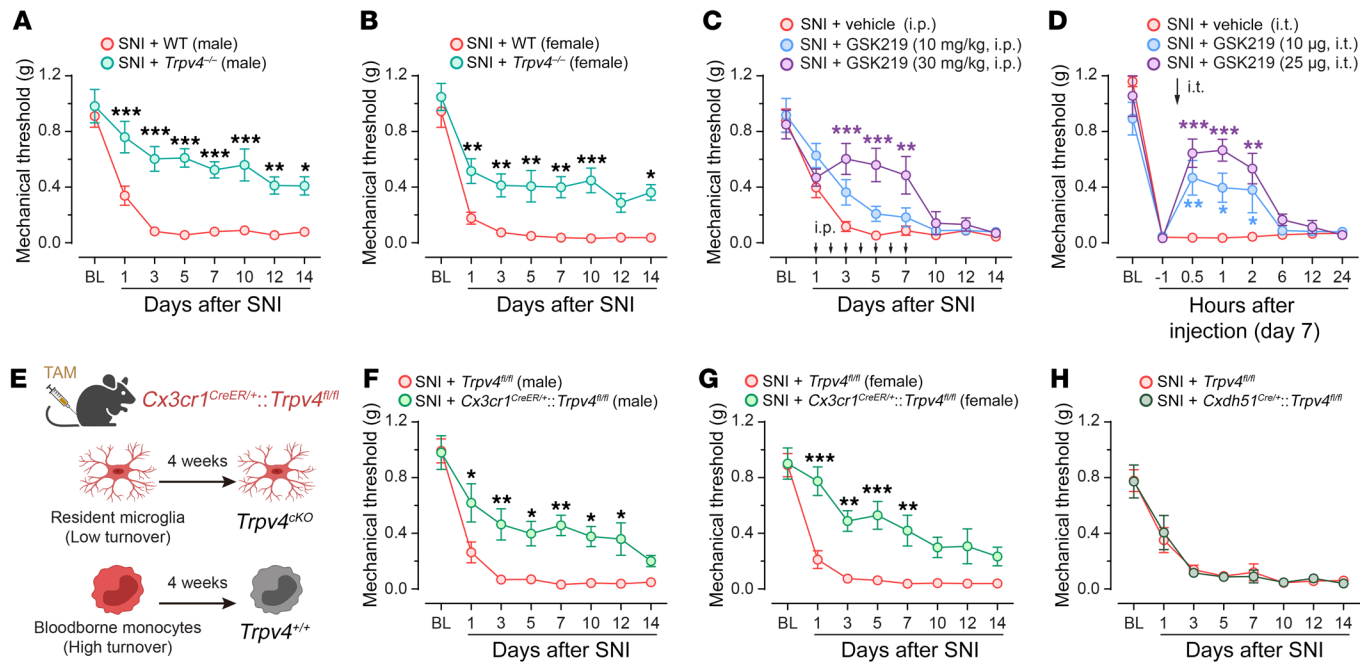 A
SNI + WT (male)
SNI + Trpv4–/– (male)
Mechanical threshold (g)
1.2
0.8
0.4
0.0
*** *** *** *** *** ** *
BL 1 3 5 7 10 12 14
Days after SNI
B
SNI + WT (female)
SNI + Trpv4–/– (female)
Mechanical threshold (g)
1.2
0.8
0.4
0.0
** ** ** ** *** *
BL 1 3 5 7 10 12 14
Days after SNI
C
SNI + vehicle (i.p.)
SNI + GSK219 (10 mg/kg, i.p.)
SNI + GSK219 (30 mg/kg, i.p.)
Mechanical threshold (g)
1.2
0.8
0.4
0.0
*** *** **
i.p.
BL 1 3 5 7 10 12 14
Days after SNI
D
SNI + vehicle (i.t.)
SNI + GSK219 (10 µg, i.t.)
SNI + GSK219 (25 µg, i.t.)
Mechanical threshold (g)
1.2
0.8
0.4
0.0
i.t.
*** *** **
** * *
BL -1 0.5 1 2 6 12 24
Hours after
injection (day 7)
E
TAM
Cx3cr1CreER/+::Trpv4fl/fl
4 weeks
Resident microglia
(Low turnover)
Trpv4cKO
4 weeks
Bloodborne monocytes
(High turnover)
Trpv4+/+
F
SNI + Trpv4fl/fl (male)
SNI + Cx3cr1CreER/+::Trpv4fl/fl (male)
Mechanical threshold (g)
1.2
0.8
0.4
0.0
* ** * ** * *
BL 1 3 5 7 10 12 14
Days after SNI
G
SNI + Trpv4fl/fl (female)
SNI + Cx3cr1CreER/+::Trpv4fl/fl (female)
Mechanical threshold (g)
1.2
0.8
0.4
0.0
*** ** *** **
BL 1 3 5 7 10 12 14
Days after SNI
H
SNI + Trpv4fl/fl
SNI + Cxdh51Cre/+::Trpv4fl/fl
Mechanical threshold (g)
1.2
0.8
0.4
0.0
BL 1 3 5 7 10 12 14
Days after SNI